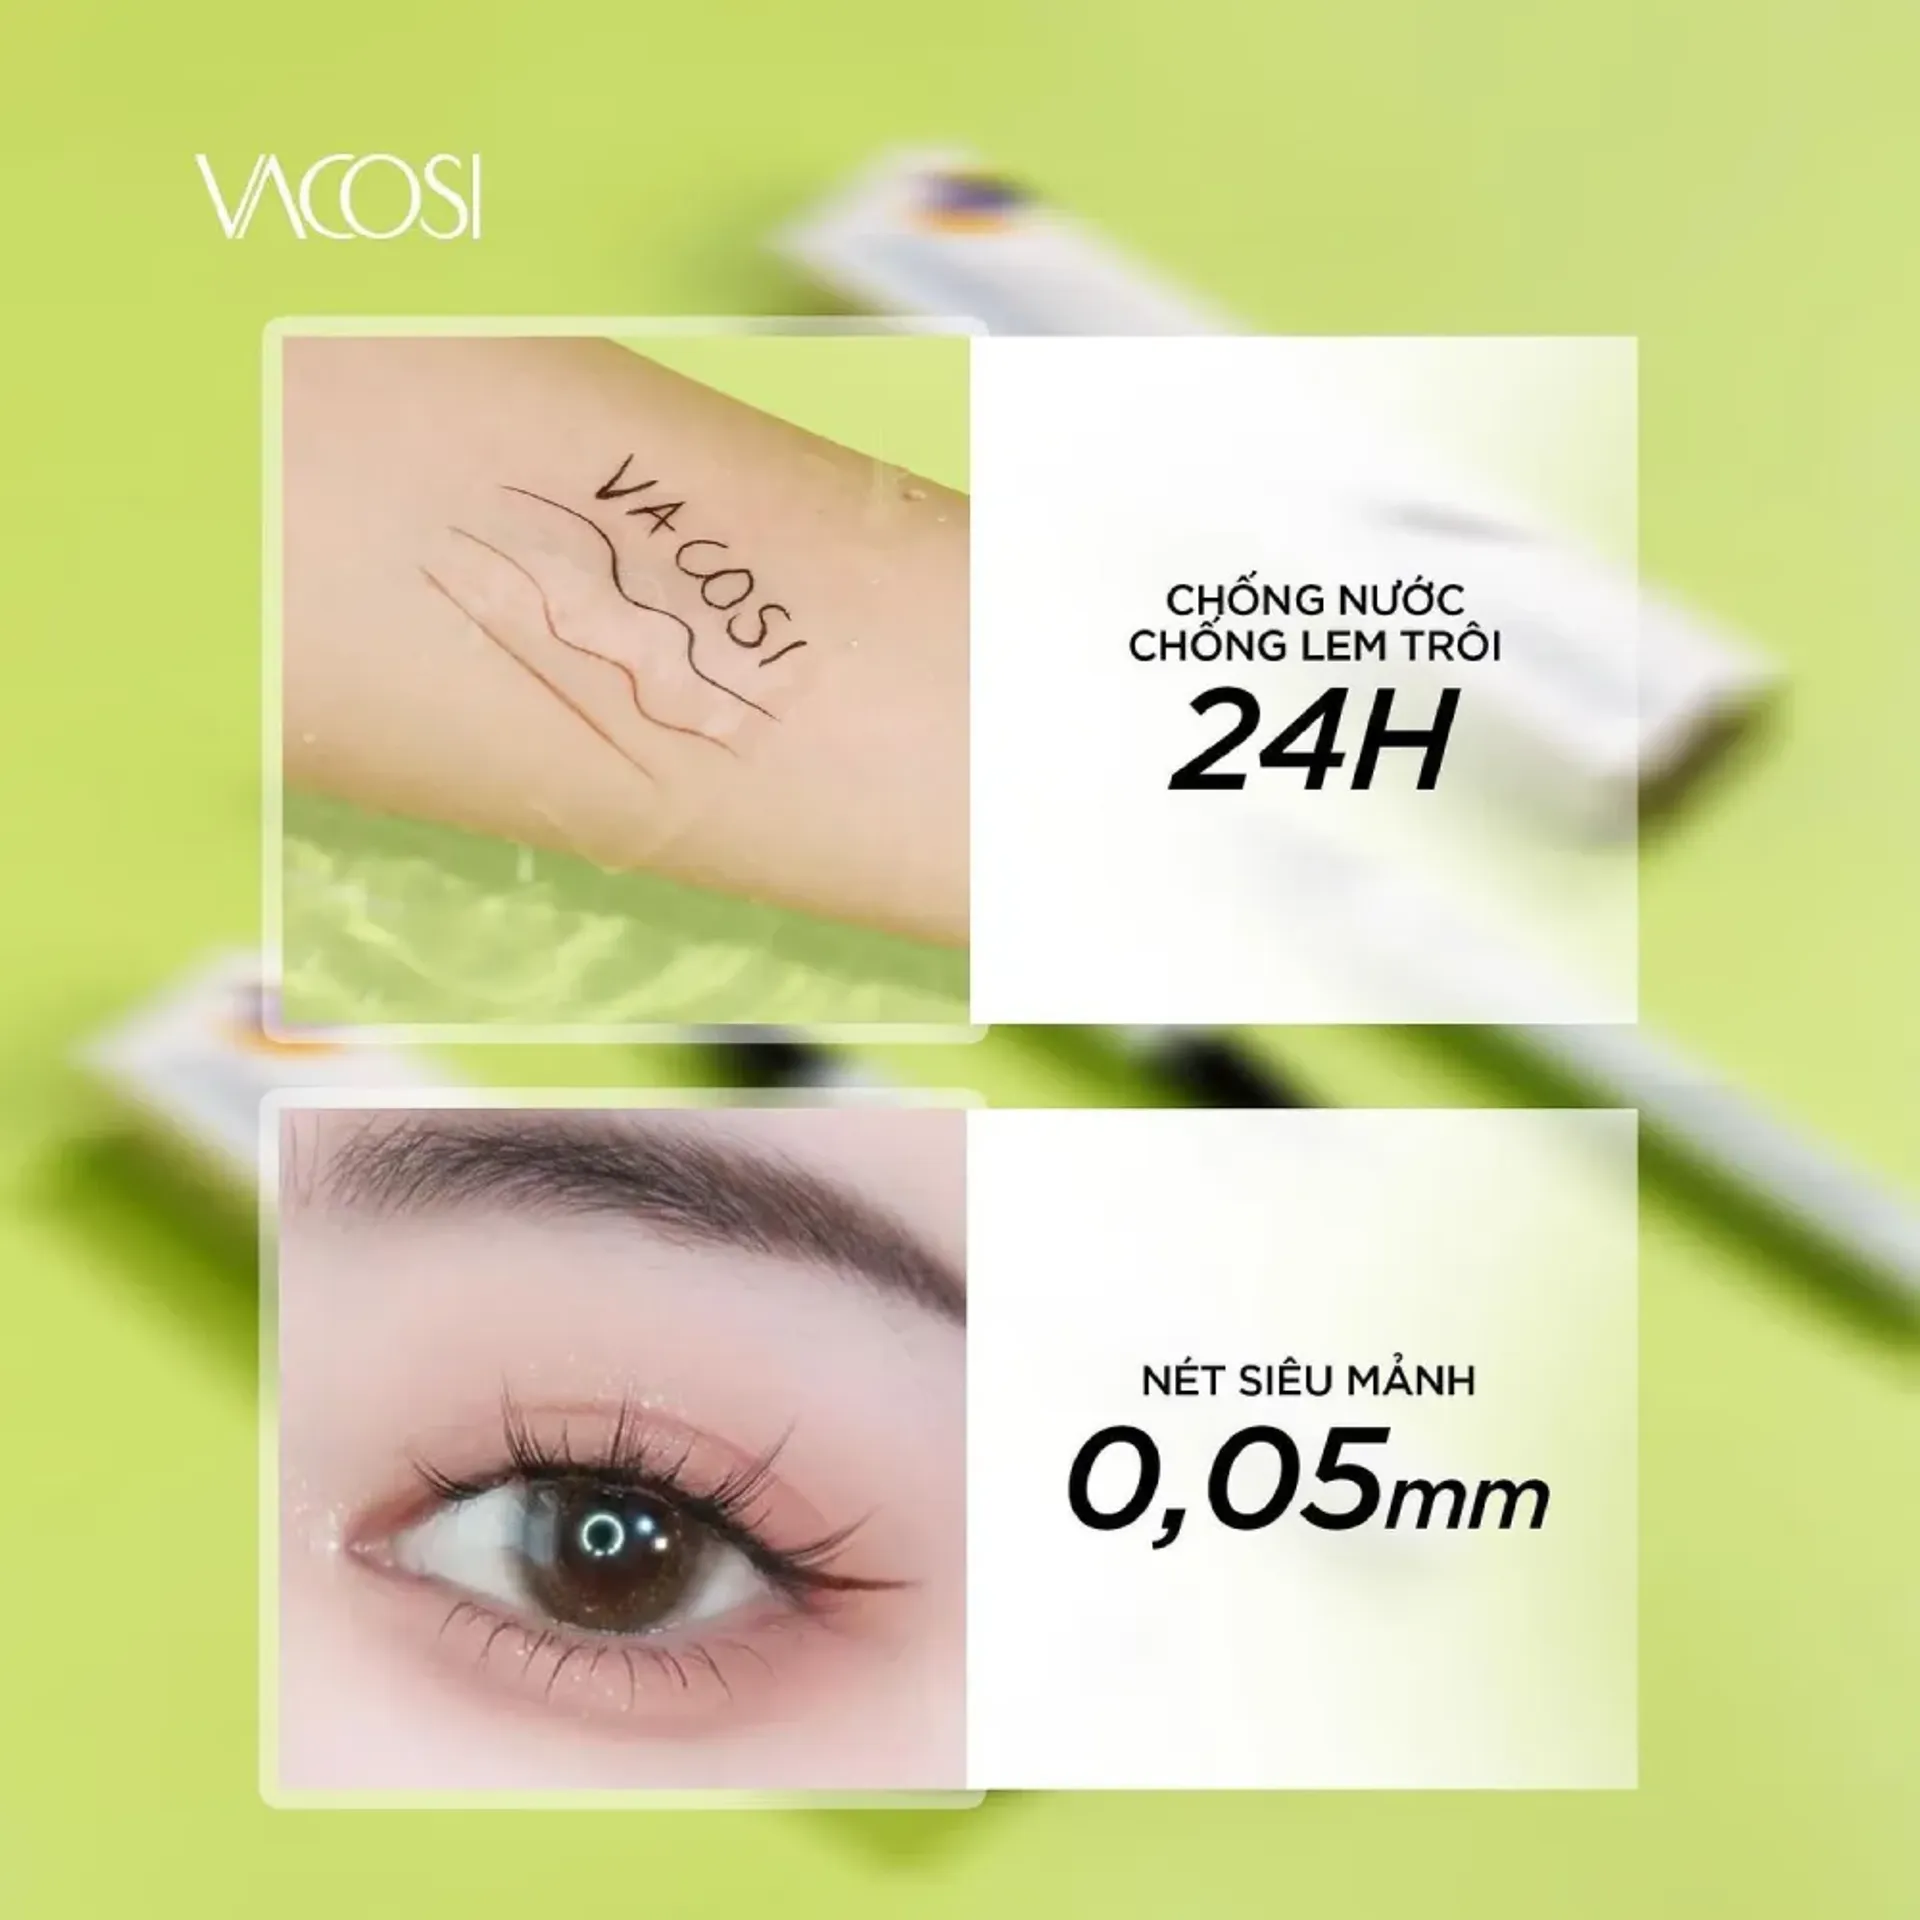 VACOSI
VACOSI
CHỐNG NƯỚC
CHỐNG LEM TRÔI
24H
NÉT SIÊU MẢNH
0,05mm